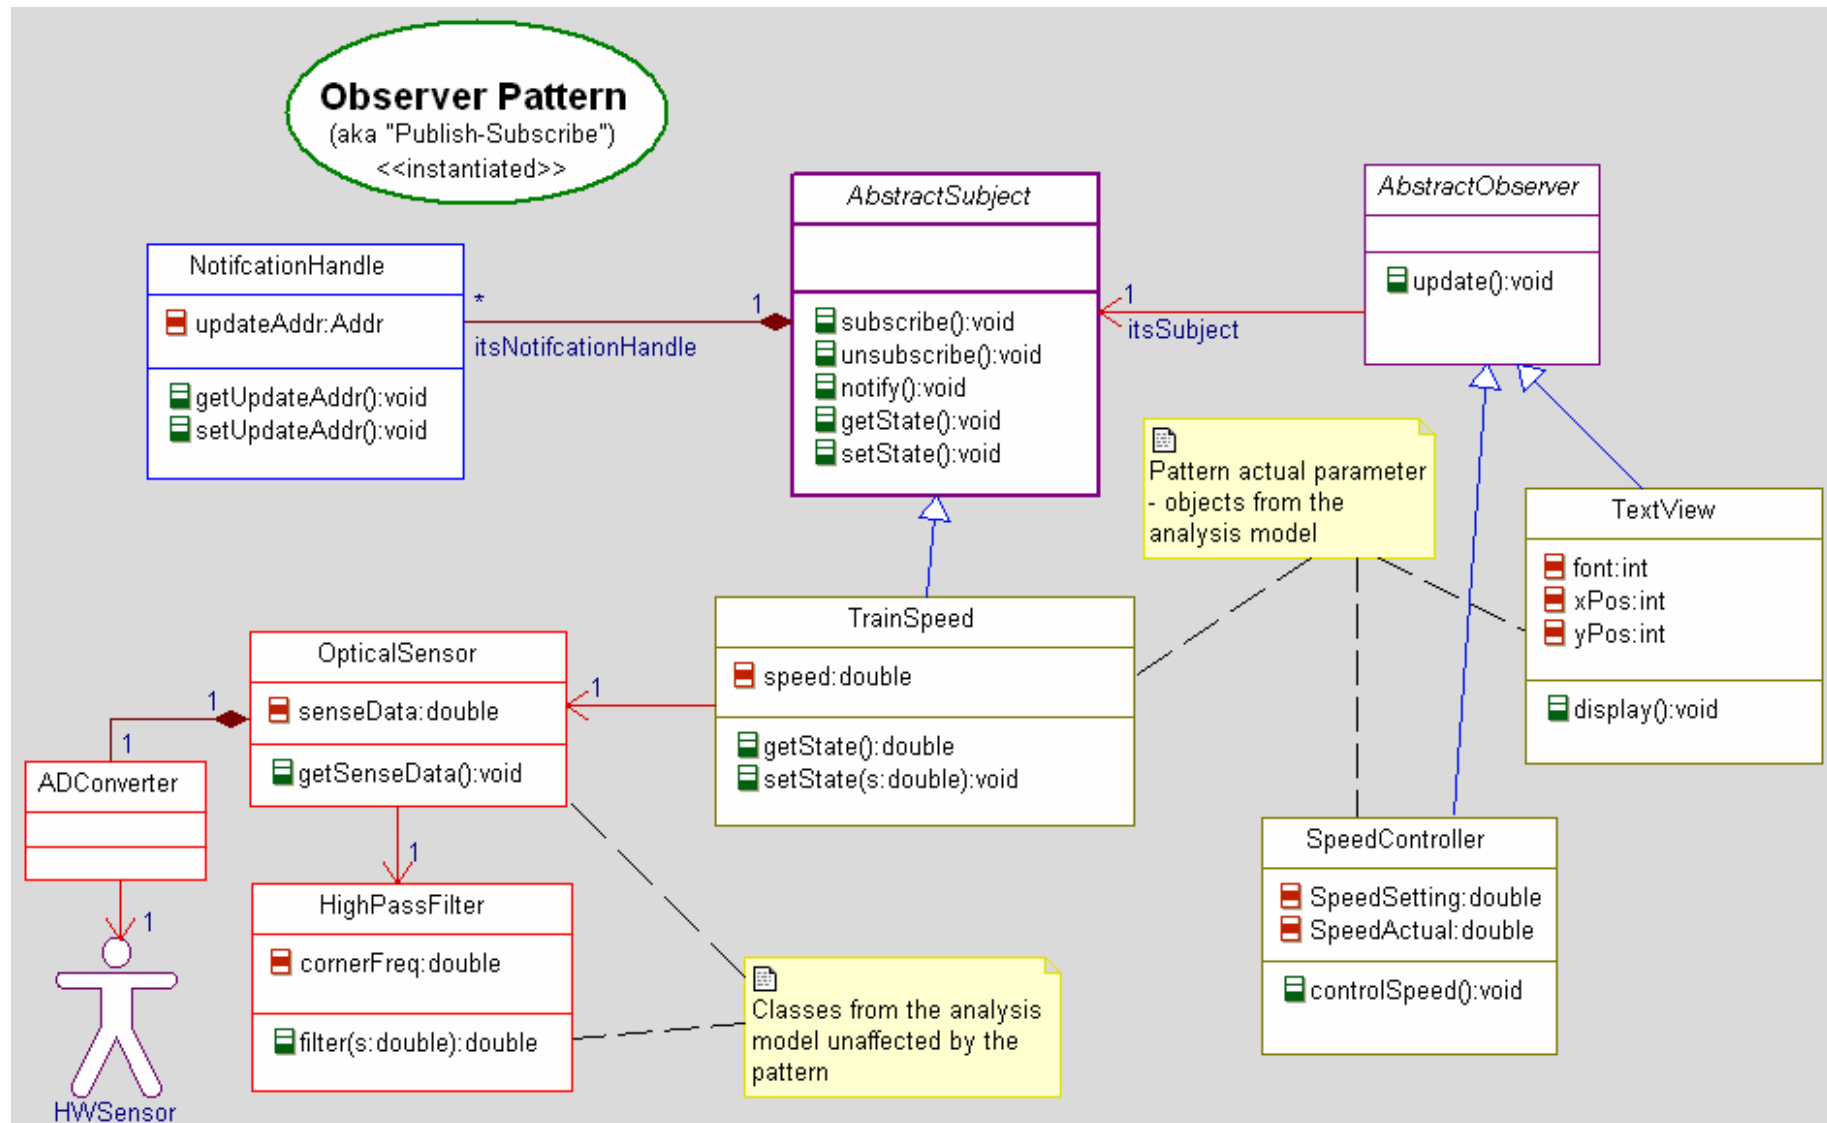 Observer Pattern
(aka "Publish-Subscribe")
<<instantiated>>
AbstractSubject
subscribe():void
unsubscribe():void
notify():void
getState():void
setState():void
AbstractObserver
update():void
NotifcationHandle
updateAddr:Addr
getUpdateAddr():void
setUpdateAddr():void
*
itsNotifcationHandle
1
1
itsSubject
Pattern actual parameter
- objects from the
analysis model
TextView
font:int
xPos:int
yPos:int
display():void
TrainSpeed
speed:double
getState():double
setState(s:double):void
1
OpticalSensor
senseData:double
getSenseData():void
1
1
ADConverter
1
HWSensor
1
HighPassFilter
cornerFreq:double
filter(s:double):double
Classes from the analysis
model unaffected by the
pattern
SpeedController
SpeedSetting:double
SpeedActual:double
controlSpeed():void